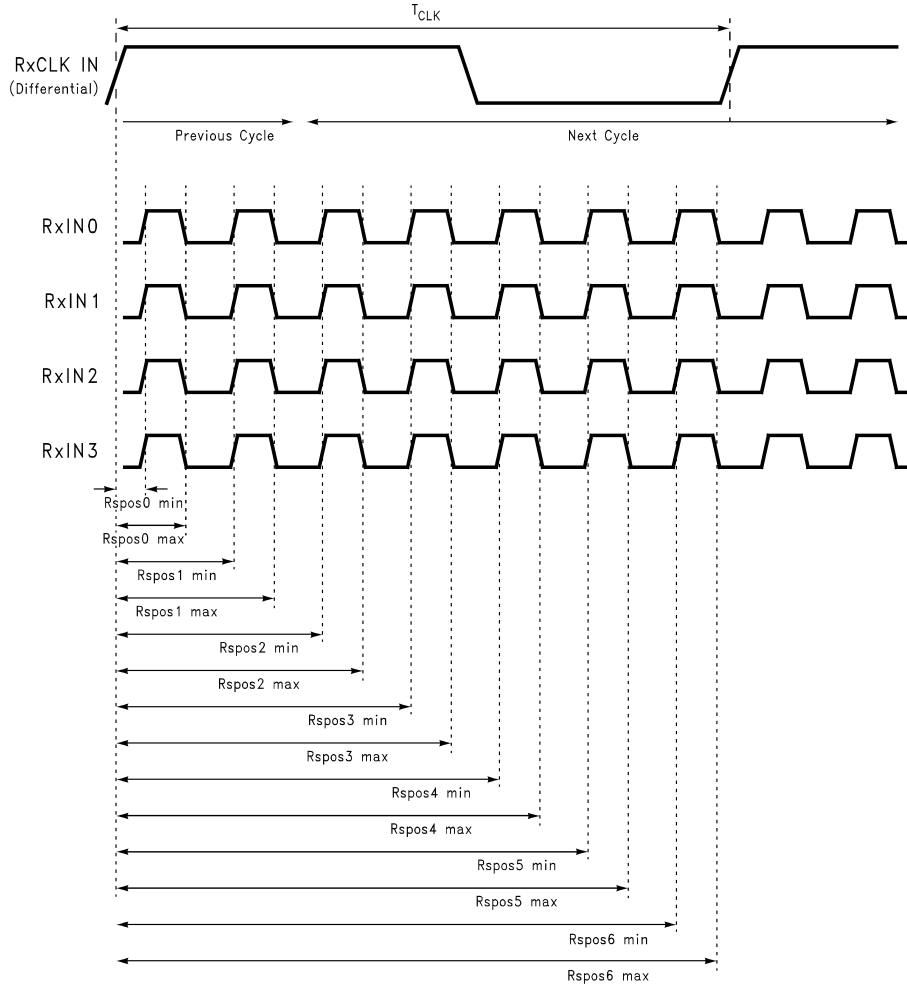 T_CLK
RxCLK IN
(Differential)
Previous Cycle
Next Cycle
RxIN0
RxIN1
RxIN2
RxIN3
Rspos0 min
Rspos0 max
Rspos1 min
Rspos1 max
Rspos2 min
Rspos2 max
Rspos3 min
Rspos3 max
Rspos4 min
Rspos4 max
Rspos5 min
Rspos5 max
Rspos6 min
Rspos6 max